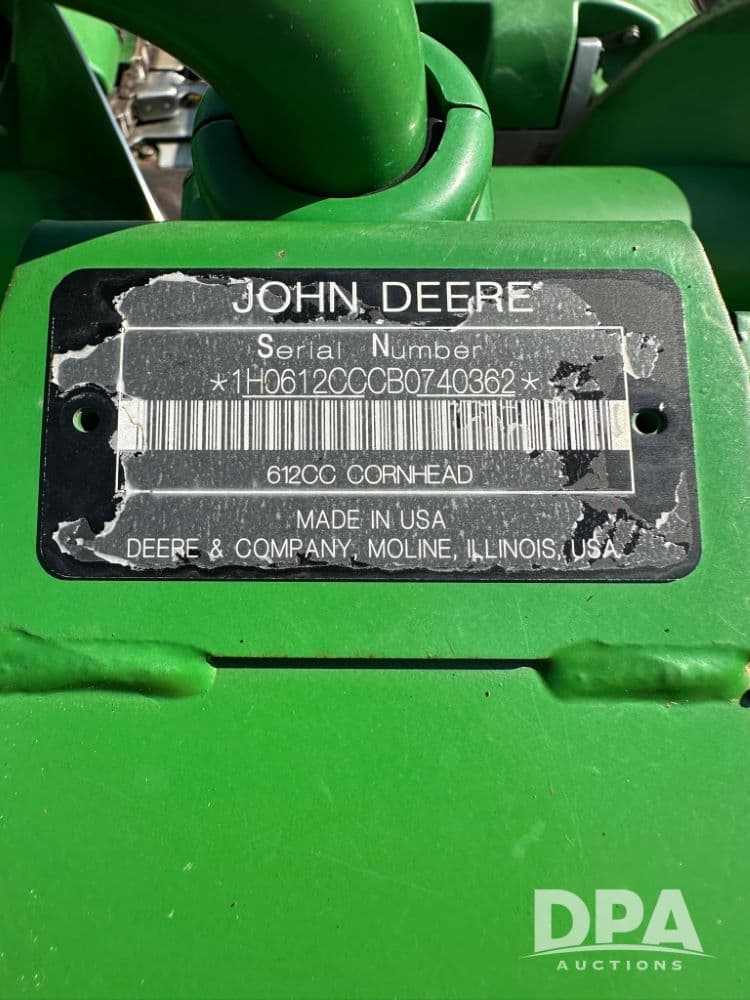 JOHN DEERE
Serial Number
*1H0612CCCB0740362*
612CC CORNHEAD
MADE IN USA
DEERE & COMPANY, MOLINE, ILLINOIS, USA
DPA
AUCTIONS